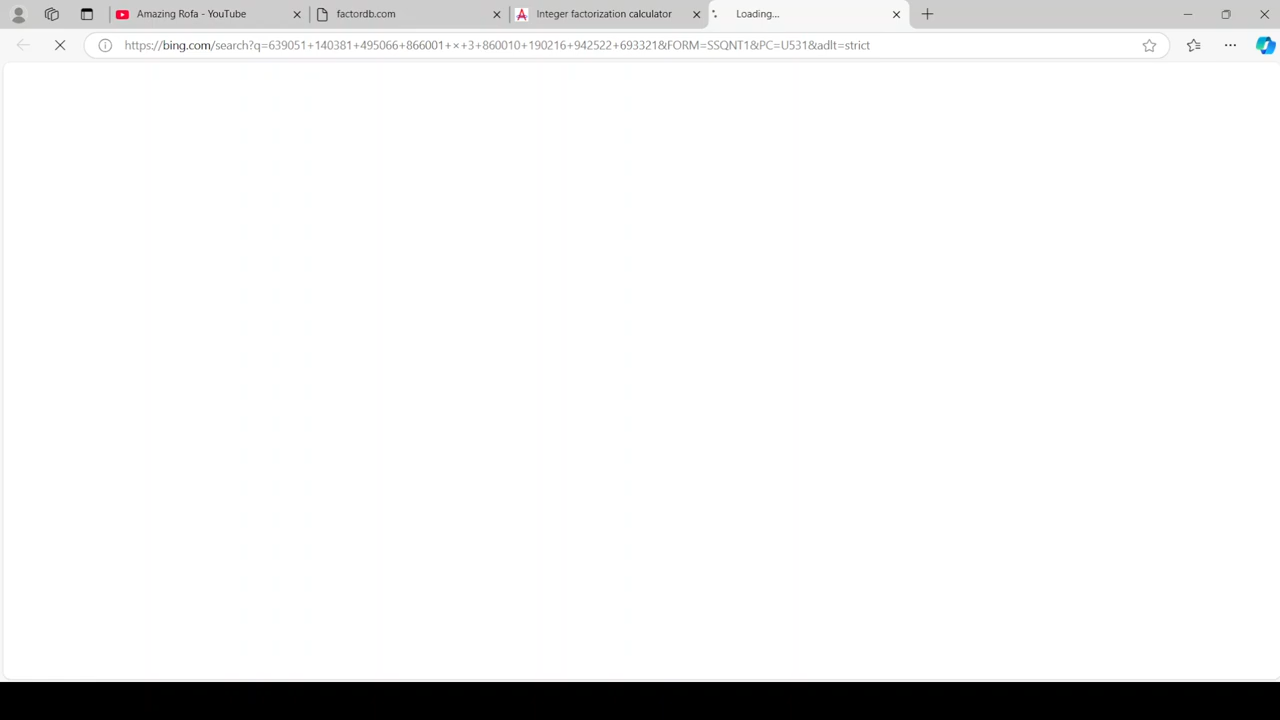 Amazing Rofa - YouTube
factordb.com
Integer factorization calculator
Loading...
https://bing.com/search?q=639051+140381+495066+866001+×+3+860010+190216+942522+693321&FORM=SSQNT1&PC=U531&adlt=strict